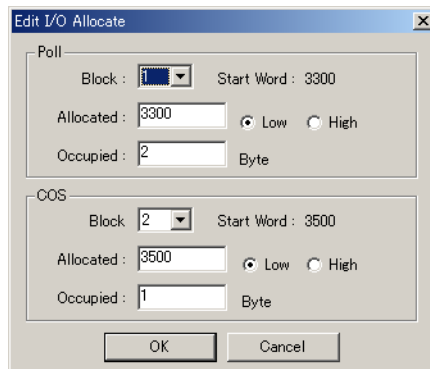 Edit I/O Allocate
Poll
Block : 1 Start Word : 3300
Allocated : 3300 Low High
Occupied : 2 Byte
COS
Block 2 Start Word : 3500
Allocated : 3500 Low High
Occupied : 1 Byte
OK Cancel